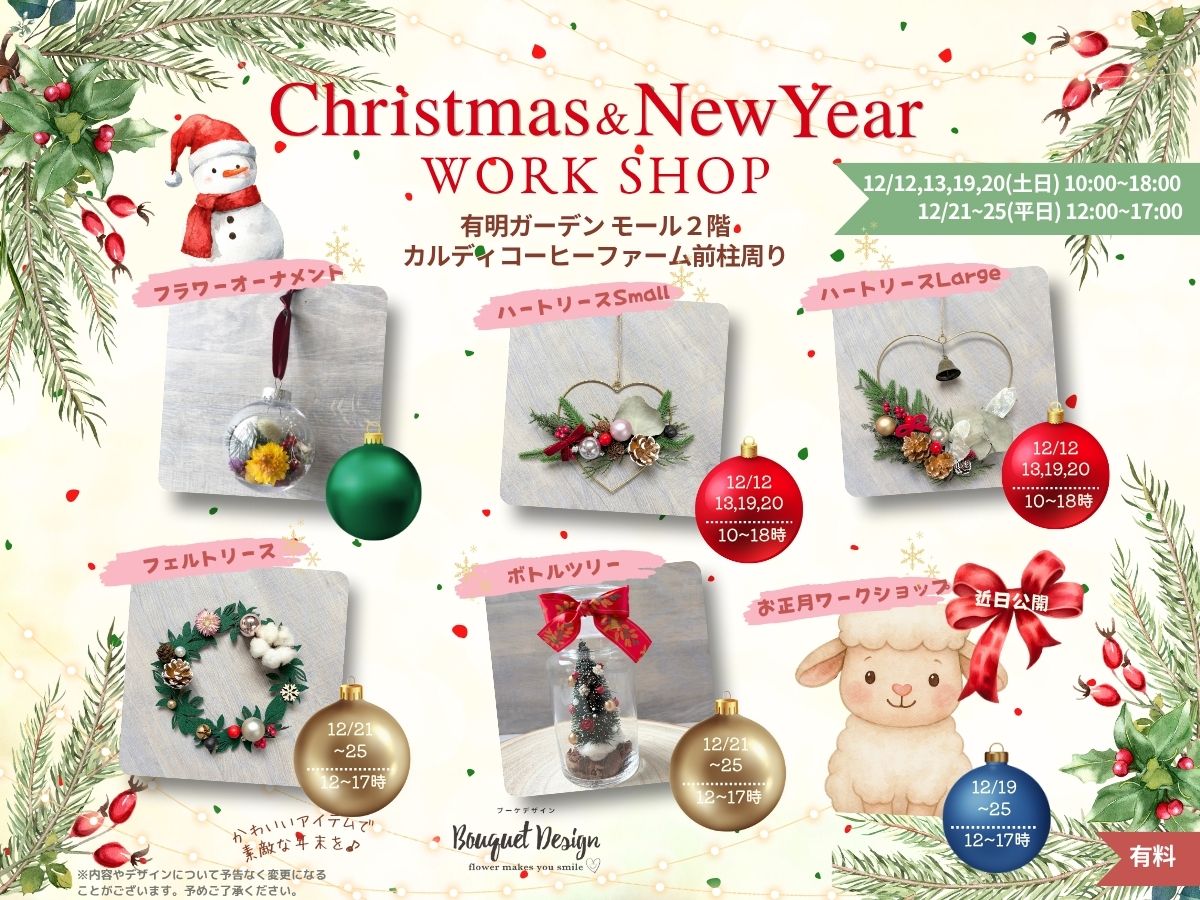 Christmas&New Year
WORK SHOP
有明ガーデン モール２階
カルディコーヒーファーム前柱周り
12/12,13,19,20(土日) 10:00~18:00
12/21~25(平日) 12:00~17:00
フラワーオーナメント
ハートリースSmall
12/12
13,19,20
10~18時
ハートリースLarge
12/12
13,19,20
10~18時
フェルトリース
12/21
~25
12~17時
ボトルツリー
12/21
~25
12~17時
お正月ワークショップ
近日公開
12/19
~25
12~17時
かわいいアイテムで
素敵な年末を♪
※内容やデザインについて予告なく変更になる
ことがございます。予めご了承ください。
ブーケデザイン
Bouquet Design
flower makes you smile ♡
有料